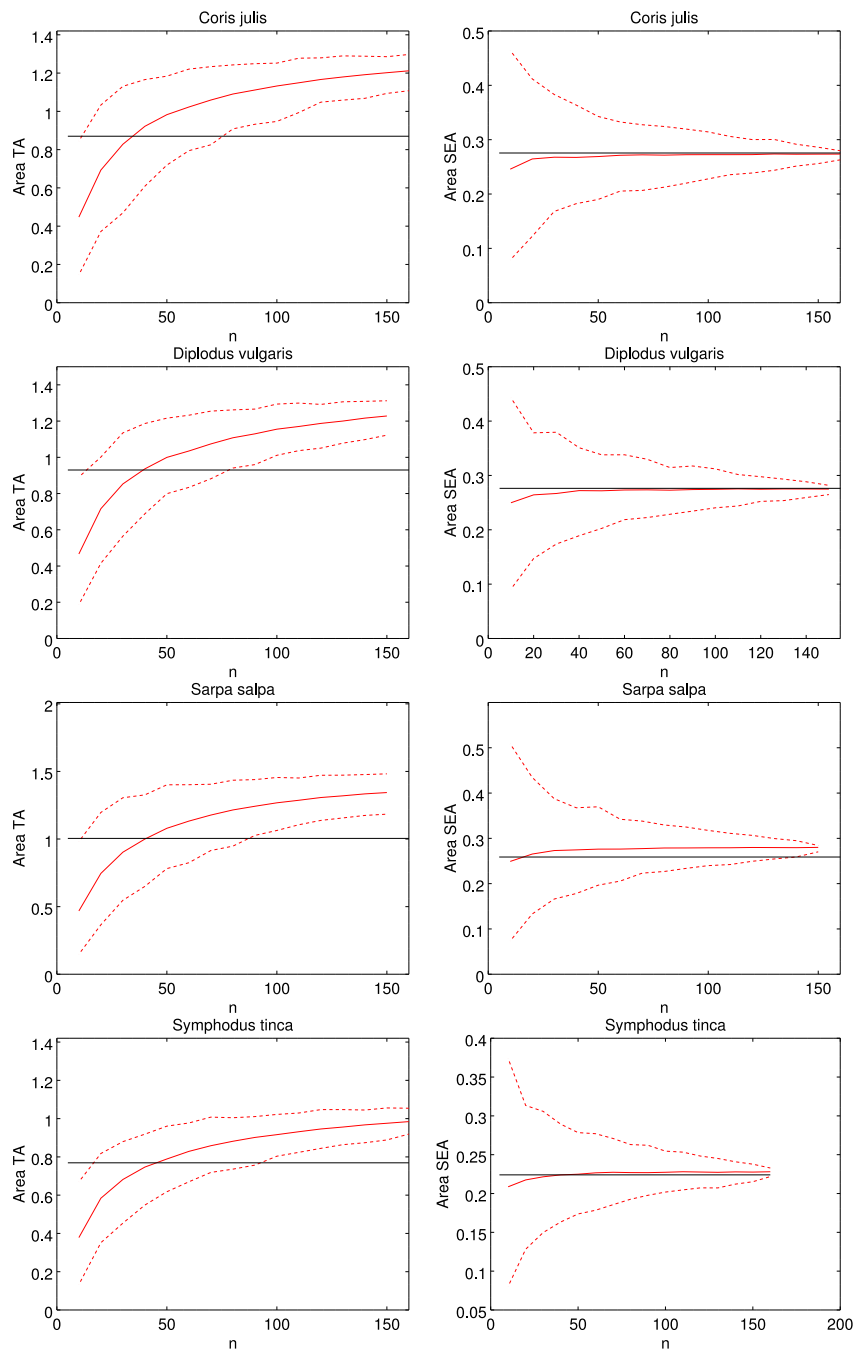 Coris julis
1.4
1.2
1
0.8
0.6
0.4
0.2
0
Area TA
0 50 100 150
n
Coris julis
0.5
0.4
0.3
0.2
0.1
0
Area SEA
0 50 100 150
n
Diplodus vulgaris
1.4
1.2
1
0.8
0.6
0.4
0.2
0
Area TA
0 50 100 150
n
Diplodus vulgaris
0.5
0.4
0.3
0.2
0.1
0
Area SEA
0 20 40 60 80 100 120 140
n
Sarpa salpa
2
1.5
1
0.5
0
Area TA
0 50 100 150
n
Sarpa salpa
0.5
0.4
0.3
0.2
0.1
0
Area SEA
0 50 100 150
n
Symphodus tinca
1.4
1.2
1
0.8
0.6
0.4
0.2
0
Area TA
0 50 100 150
n
Symphodus tinca
0.4
0.35
0.3
0.25
0.2
0.15
0.1
0.05
Area SEA
0 50 100 150 200
n